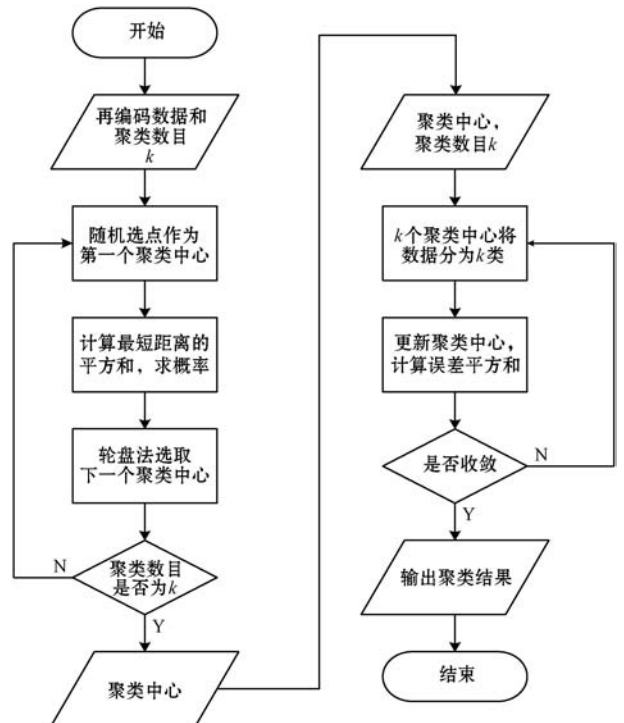 开始
再编码数据和
聚类数目
k
随机选点作为
第一个聚类中心
计算最短距离的
平方和，求概率
轮盘法选取
下一个聚类中心
N
聚类数目
是否为k
Y
聚类中心
聚类中心，
聚类数目k
k个聚类中心将
数据分为k类
更新聚类中心，
计算误差平方和
是否收敛
N
Y
输出聚类结果
结束